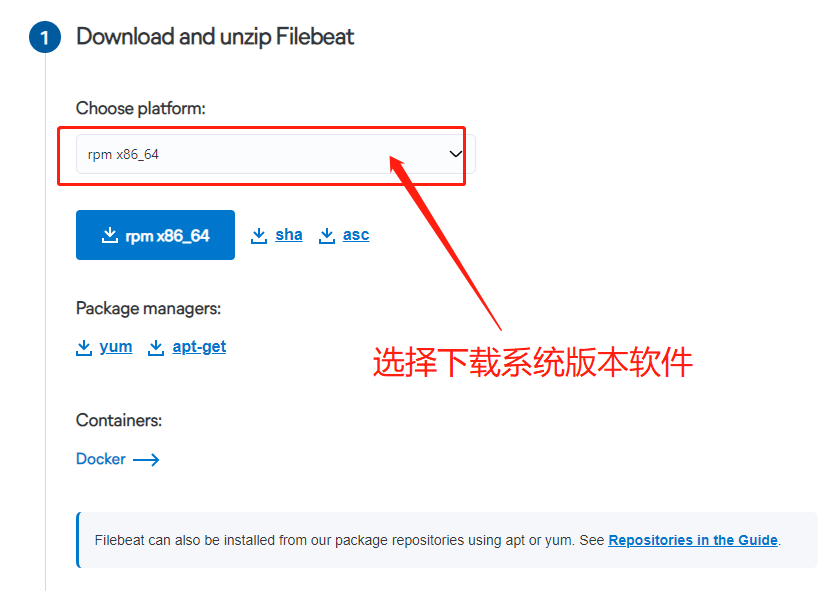 1 Download and unzip Filebeat
Choose platform:
rpm x86_64
rpm x86_64 sha asc
Package managers:
yum apt-get
选择下载系统版本软件
Containers:
Docker
Filebeat can also be installed from our package repositories using apt or yum. See Repositories in the Guide.